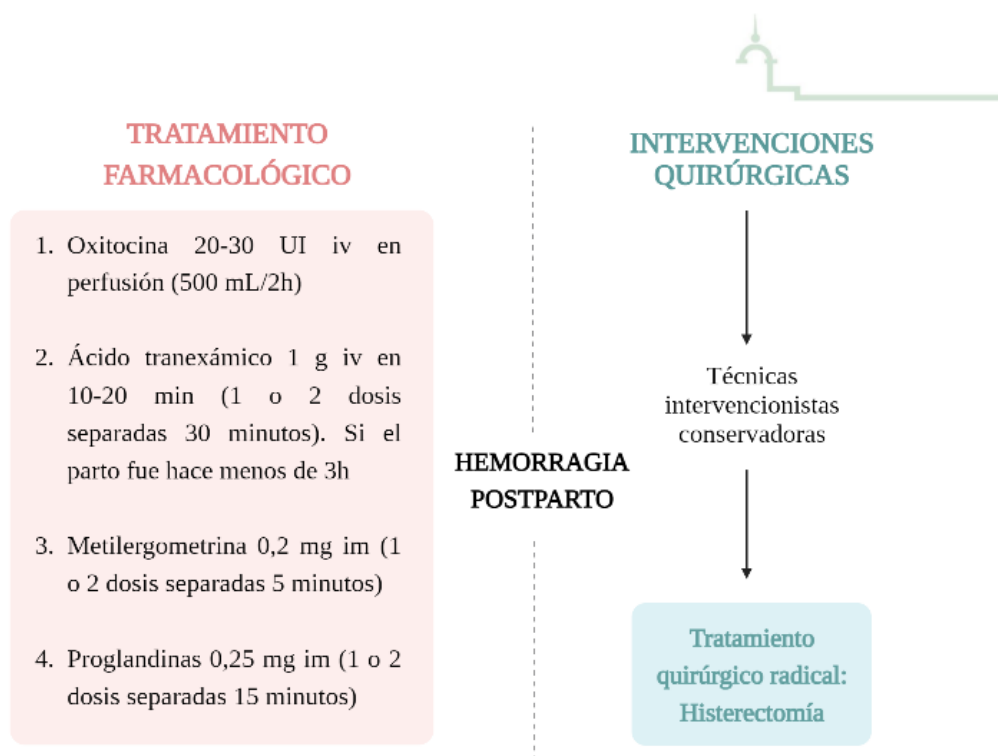 TRATAMIENTO
FARMACOLÓGICO
1. Oxitocina 20-30 UI iv en
perfusión (500 mL/2h)
2. Ácido tranexámico 1 g iv en
10-20 min (1 o 2 dosis
separadas 30 minutos). Si el
parto fue hace menos de 3h
3. Metilergometrina 0,2 mg im (1
o 2 dosis separadas 5 minutos)
4. Proglandinas 0,25 mg im (1 o 2
dosis separadas 15 minutos)
HEMORRAGIA
POSTPARTO
INTERVENCIONES
QUIRÚRGICAS
Técnicas
intervencionistas
conservadoras
Tratamiento
quirúrgico radical:
Histerectomía